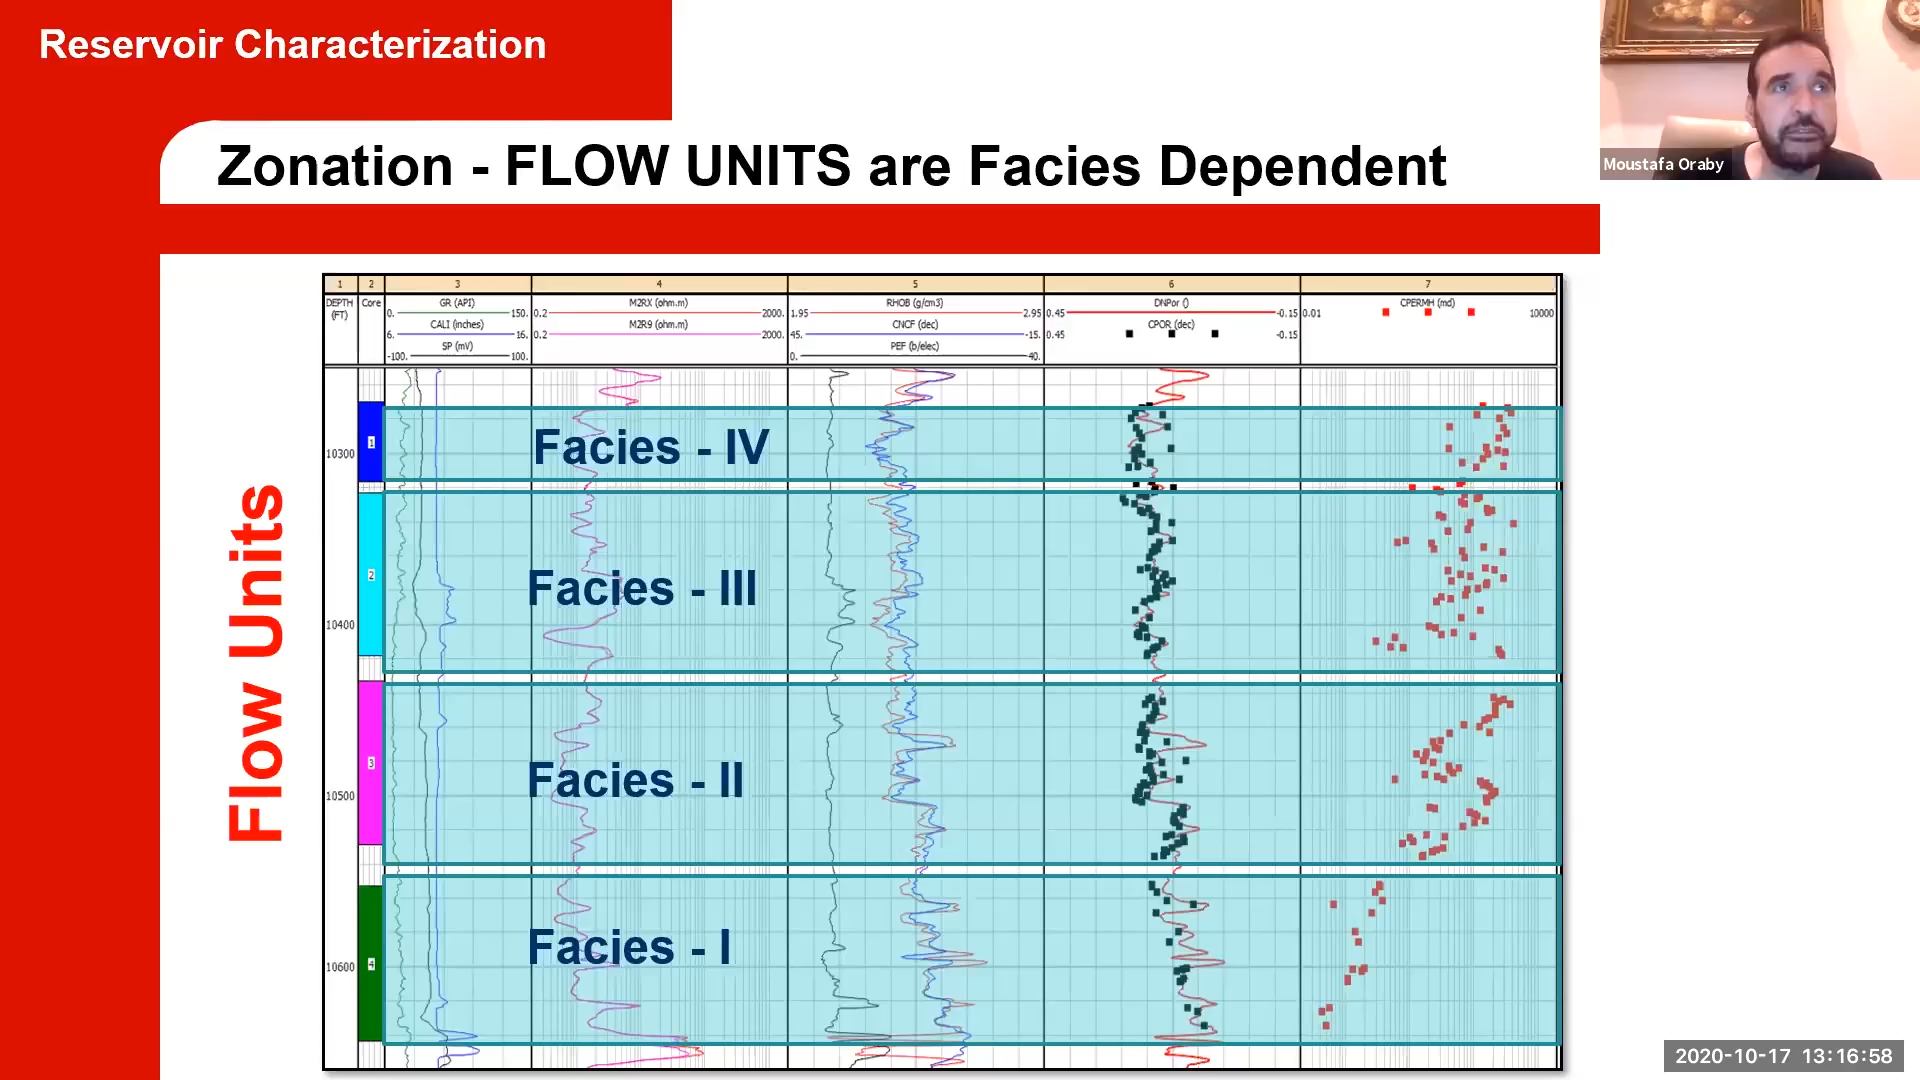 Reservoir Characterization
Zonation - FLOW UNITS are Facies Dependent
Moustafa Oraby
Flow Units
1 2 3 4 5 6 7
DEPTH (FT)
Core
GR (API)
0. 150.
CALI (inches)
6. 16.
SP (mV)
-100. 100.
M2RX (ohm.m)
0.2 2000.
M2R9 (ohm.m)
0.2 2000.
RHOB (g/cm3)
1.95 2.95
CNCF (dec)
45. -15.
PEF (b/elec)
0. 40.
DNPor ()
0.45 -0.15
CPOR (dec)
0.45 -0.15
CPERMH (md)
0.01 10000
1
10300
Facies - IV
2
Facies - III
10400
3
Facies - II
10500
4
Facies - I
10600
2020-10-17 13:16:58